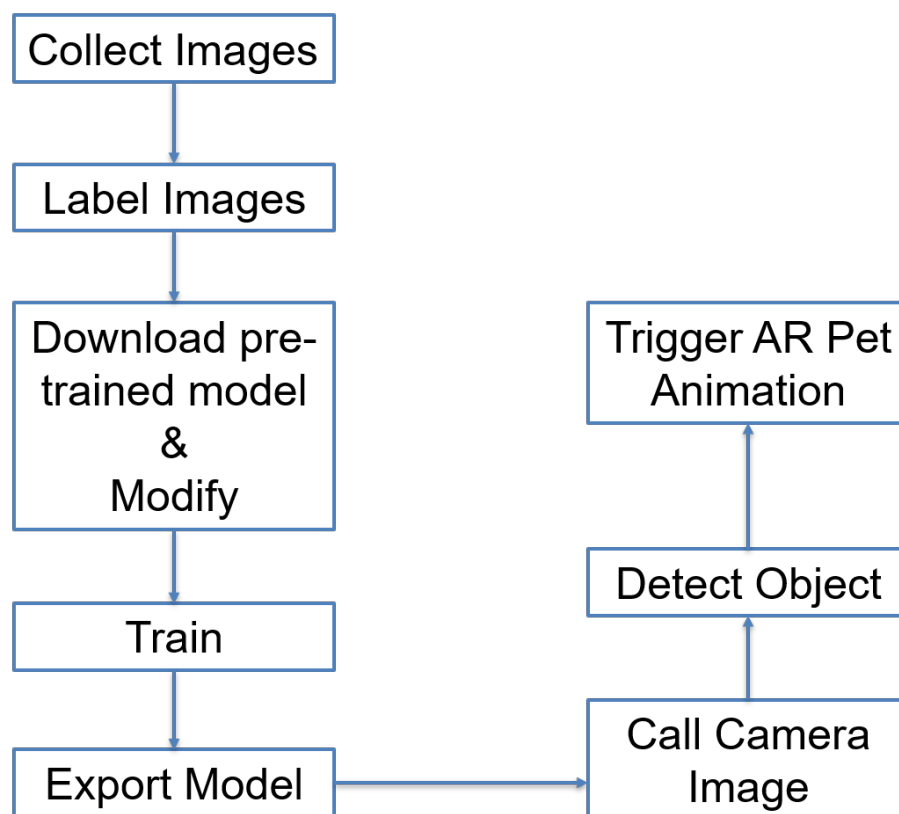 Collect Images
Label Images
Download pre-
trained model
&
Modify
Train
Export Model
Call Camera
Image
Detect Object
Trigger AR Pet
Animation